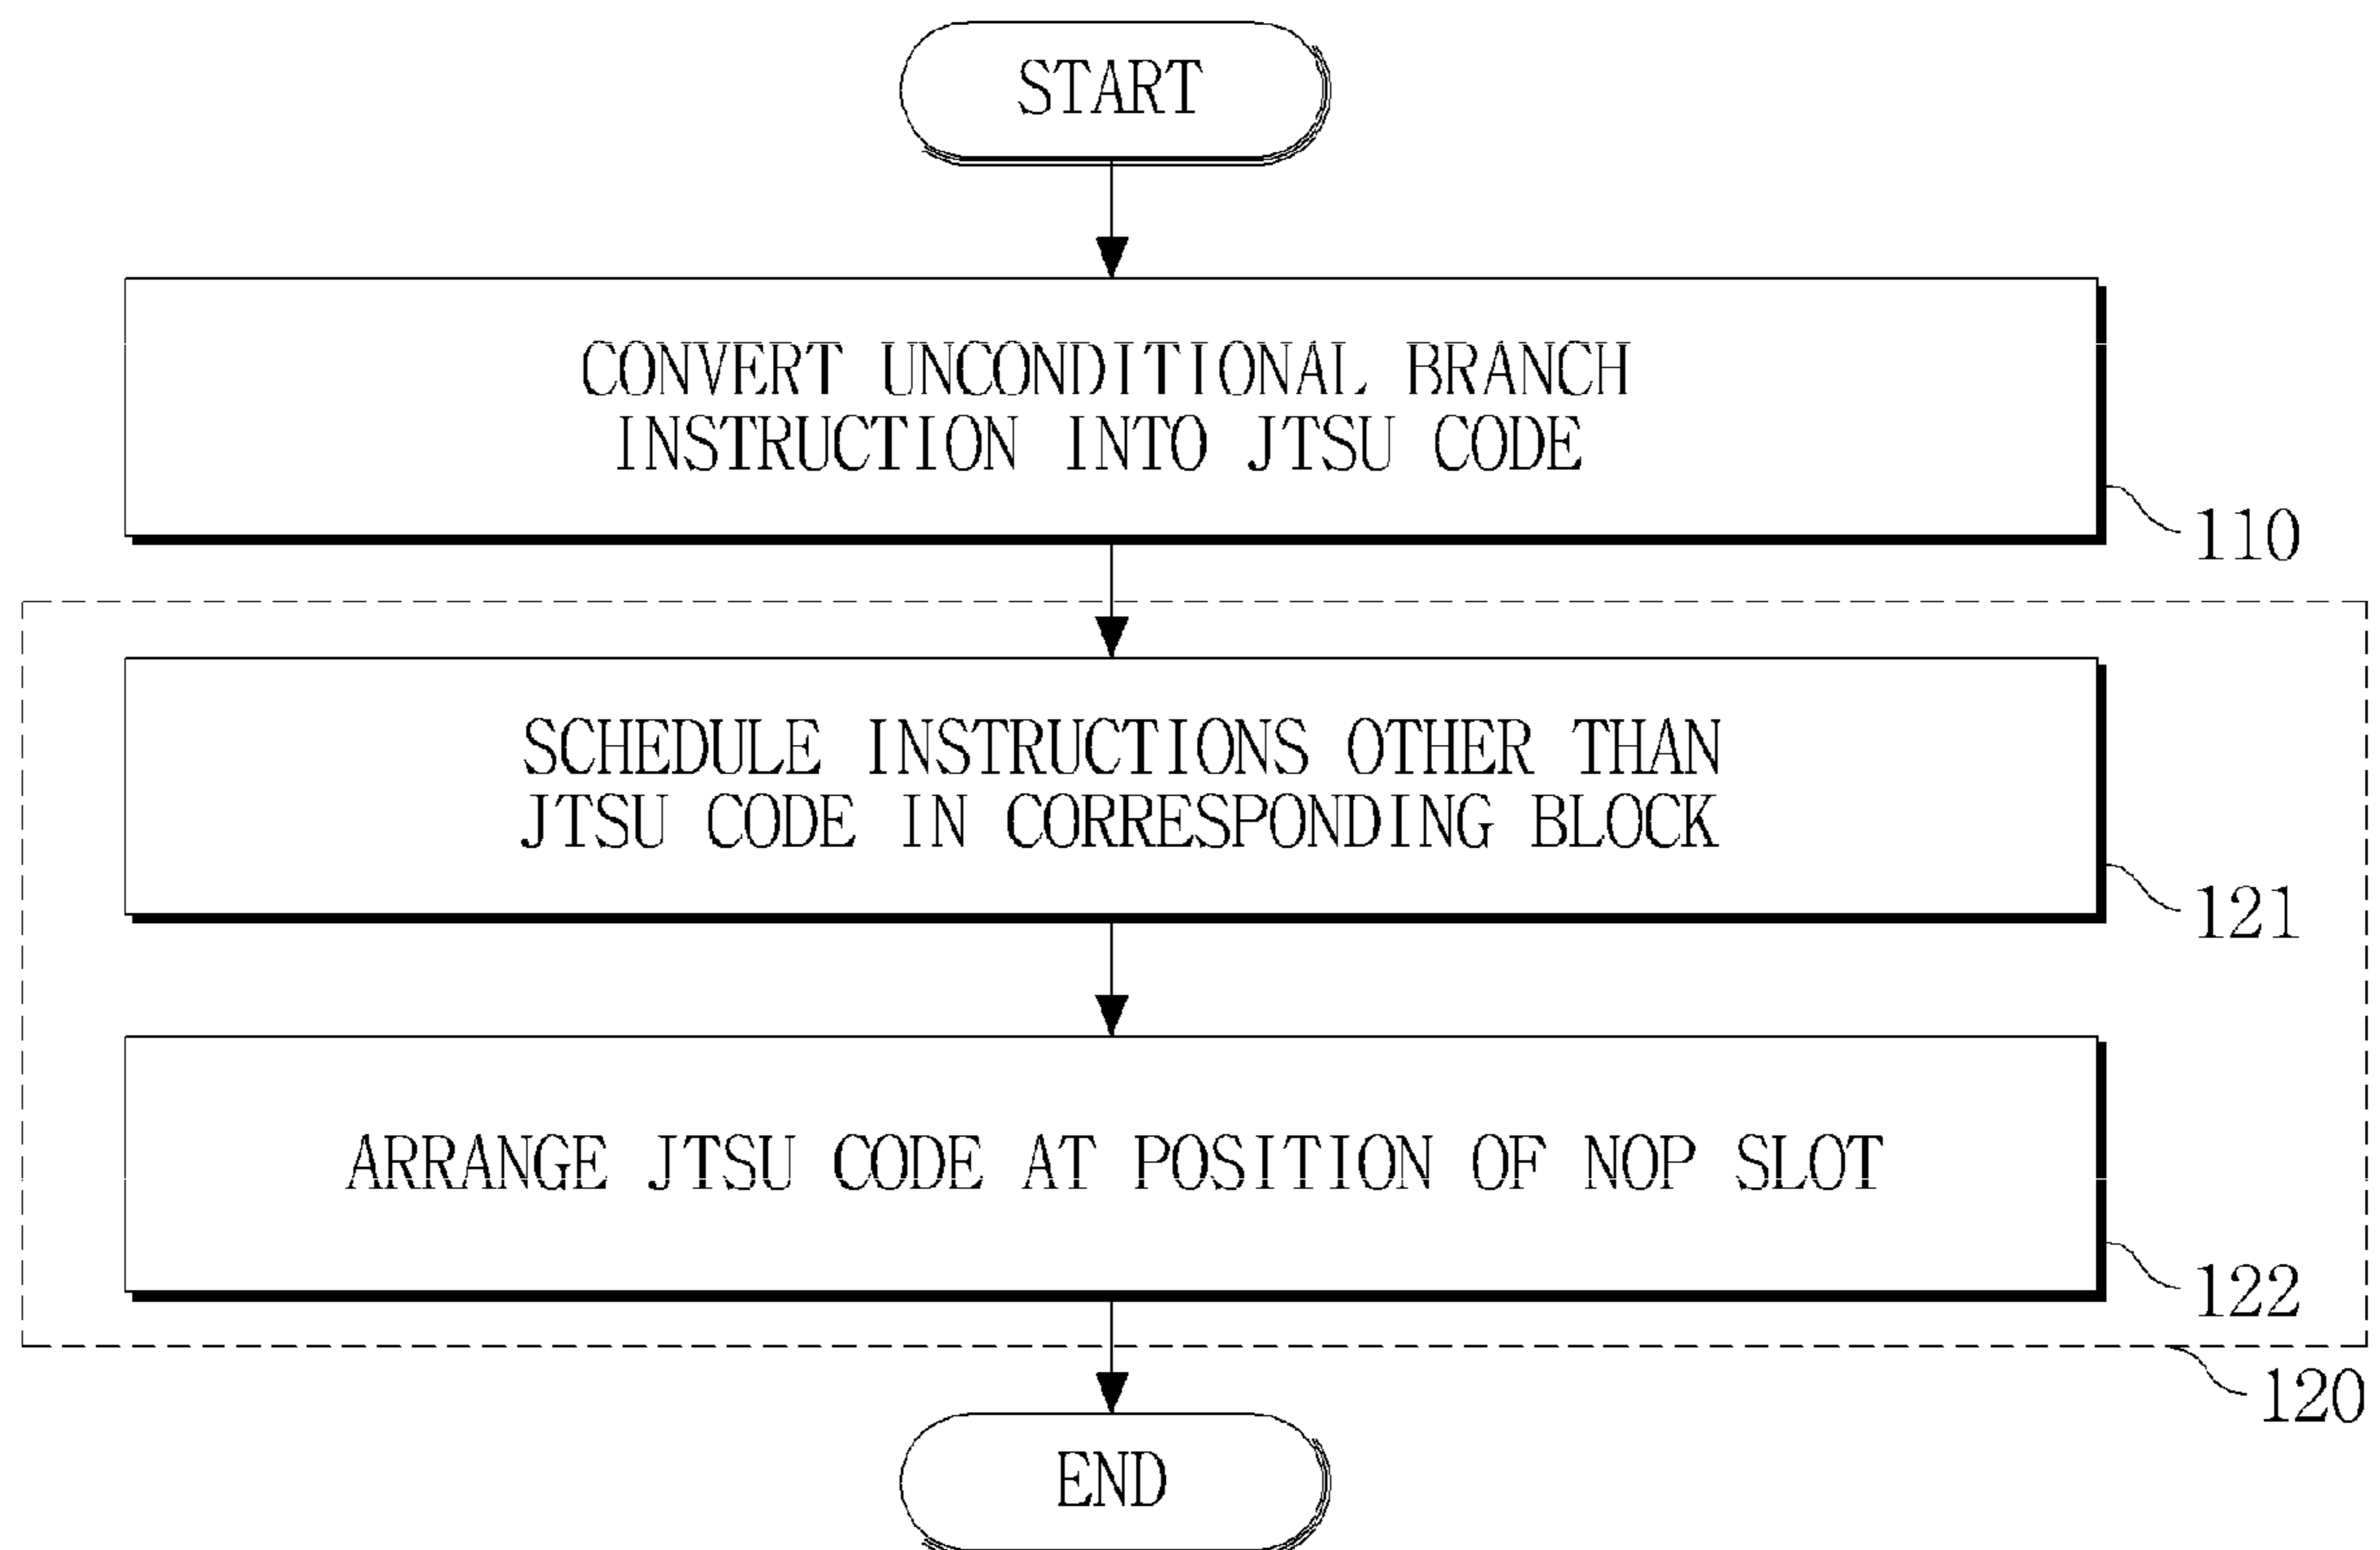 START
CONVERT UNCONDITIONAL BRANCH
INSTRUCTION INTO JTSU CODE
110
SCHEDULE INSTRUCTIONS OTHER THAN
JTSU CODE IN CORRESPONDING BLOCK
121
ARRANGE JTSU CODE AT POSITION OF NOP SLOT
122
120
END